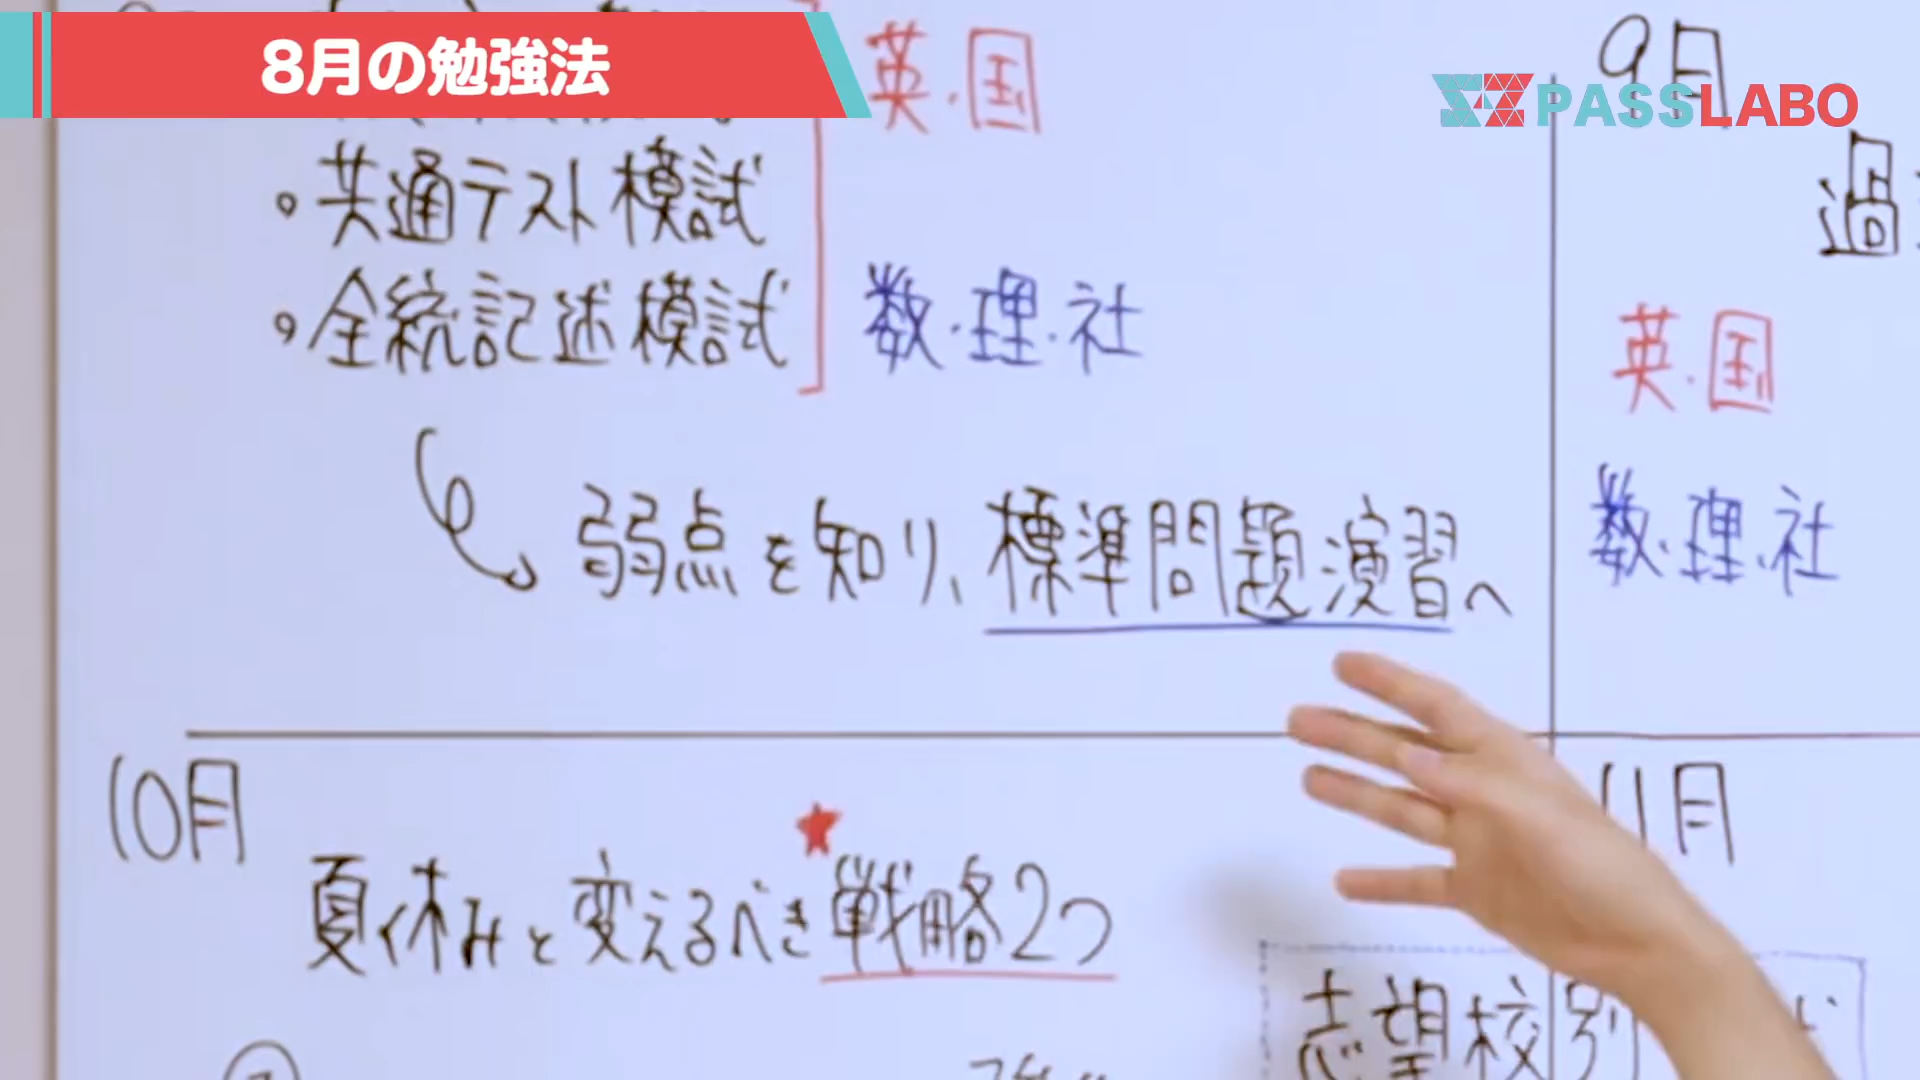 8月の勉強法
PASSLABO
英・国
9月
・共通テスト模試
・全統記述模試
数・理・社
過
英・国
数・理・社
弱点を知り、標準問題演習へ
10月
11月
★
夏休みと変えるべき戦略2つ
志望校別